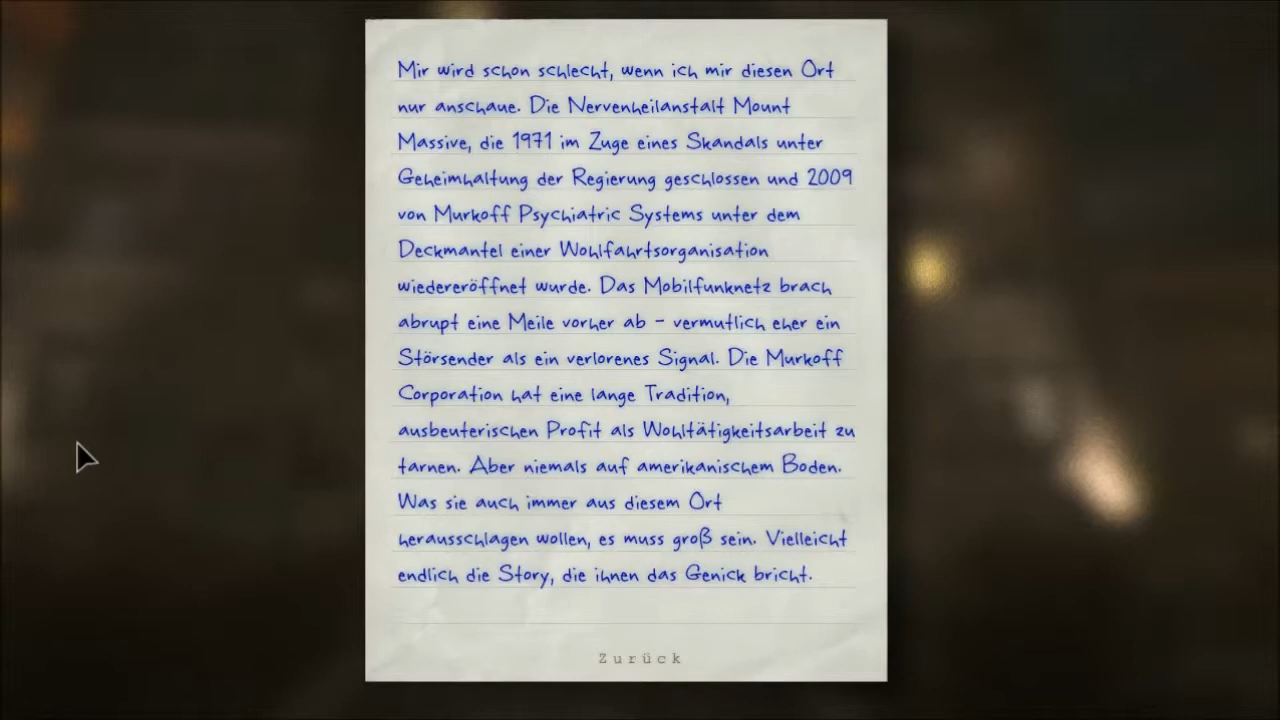 Mir wird schon schlecht, wenn ich mir diesen Ort
nur anschaue. Die Nervenheilanstalt Mount
Massive, die 1971 im Zuge eines Skandals unter
Geheimhaltung der Regierung geschlossen und 2009
von Murkoff Psychiatric Systems unter dem
Deckmantel einer Wohlfahrtsorganisation
wiedereröffnet wurde. Das Mobilfunknetz brach
abrupt eine Meile vorher ab - vermutlich eher ein
Störsender als ein verlorenes Signal. Die Murkoff
Corporation hat eine lange Tradition,
ausbeuterischen Profit als Wohltätigkeitsarbeit zu
tarnen. Aber niemals auf amerikanischem Boden.
Was sie auch immer aus diesem Ort
herausschlagen wollen, es muss groß sein. Vielleicht
endlich die Story, die ihnen das Genick bricht.
Zurück